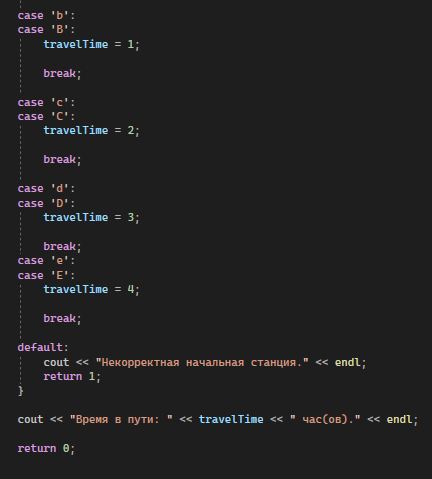 case 'b':
case 'B':
travelTime = 1;
break;
case 'c':
case 'C':
travelTime = 2;
break;
case 'd':
case 'D':
travelTime = 3;
break;
case 'e':
case 'E':
travelTime = 4;
break;
default:
cout << "Некорректная начальная станция." << endl;
return 1;
}
cout << "Время в пути: " << travelTime << " час(ов)." << endl;
return 0;